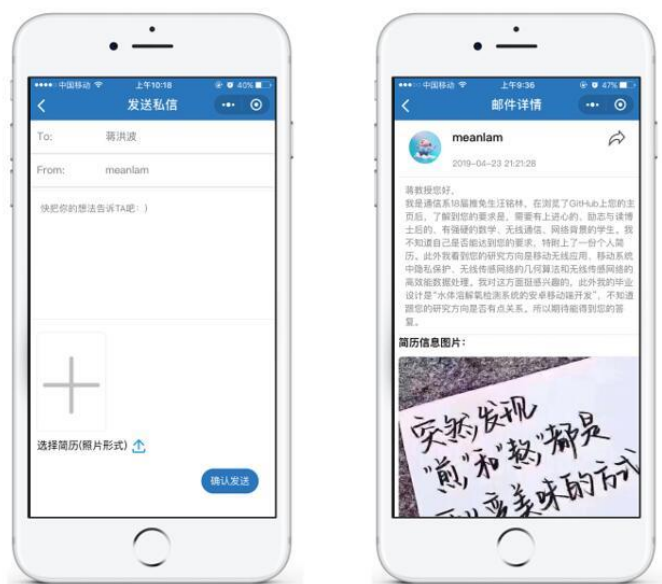 中国移动 上午10:18 40%
发送私信
To: 蒋洪波
From: meanlam
快把你的想法告诉TA吧:)
选择简历(照片形式)
确认发送
中国移动 上午9:36 47%
邮件详情
meanlam
2019-04-23 21:21:28
蒋教授您好,
我是通信系18届推免生汪铭林。在浏览了GitHub上您的主
页后,了解到您的要求是,需要有上进心的、励志与读博
士后的、有强硬的数学、无线通信、网络背景的学生。我
不知道自己是否能达到您的要求,特附上了一份个人简
历。此外我看到您的研究方向是移动无线应用、移动系统
中隐私保护、无线传感网络的几何算法和无线传感网络的
高效能数据处理。我对这方面挺感兴趣的,此外我的毕业
设计是“水体溶解氧检测系统的安卓移动端开发”,不知道
跟您的研究方向是否有点关系。所以期待能得到您的答
复。
简历信息图片:
突然发现
“煎”和“熬”都是
变美味的方式